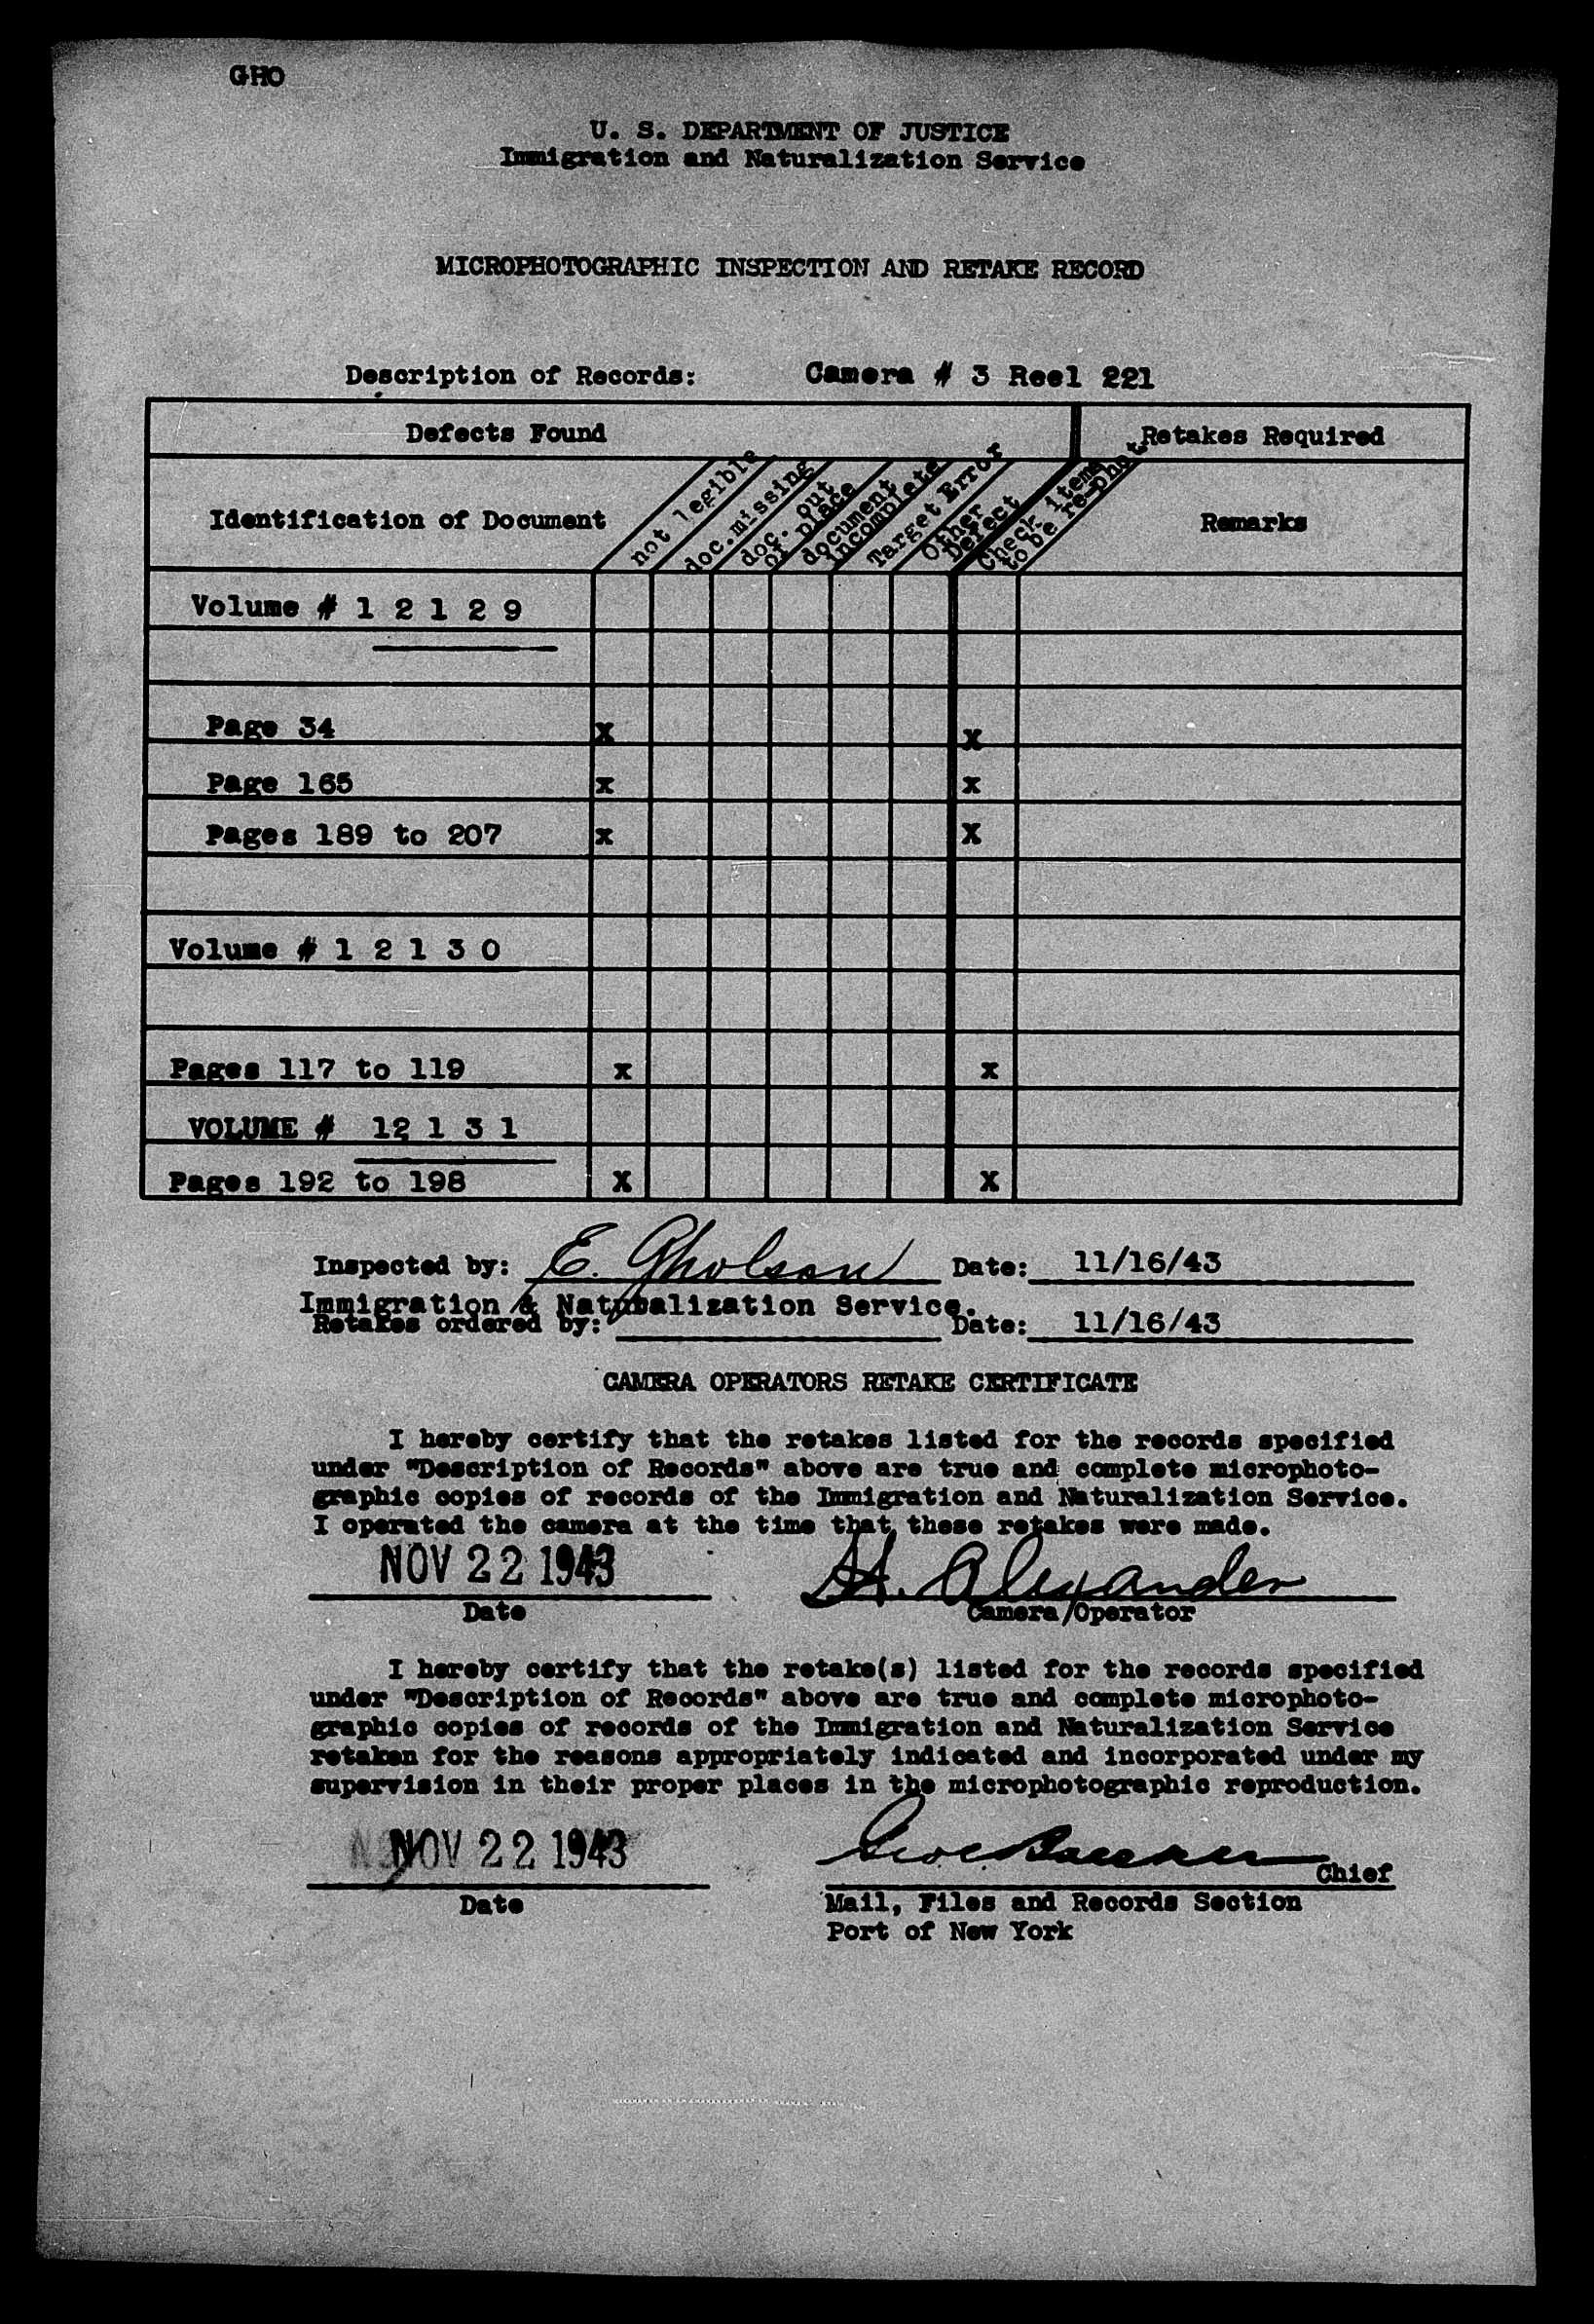 GHO
U. S. DEPARTMENT OF JUSTICE
Immigration and Naturalization Service
MICROPHOTOGRAPHIC INSPECTION AND RETAKE RECORD
Description of Records: Camera # 3 Reel 221
Defects Found
Retakes Required
Identification of Document
not legible
doc.missing
doc. out
of place
document
incomplete
Target Error
Other
Defect
Check items
to be re-phot.
Remarks
Volume # 1 2 1 2 9
Page 34 X X
Page 165 x x
Pages 189 to 207 x X
Volume # 1 2 1 3 0
Pages 117 to 119 x x
VOLUME # 12 1 3 1
Pages 192 to 198 X X
Inspected by: E. Gholson Date: 11/16/43
Immigration & Naturalization Service.
Retakes ordered by: Date: 11/16/43
CAMERA OPERATORS RETAKE CERTIFICATE
I hereby certify that the retakes listed for the records specified
under "Description of Records" above are true and complete microphoto-
graphic copies of records of the Immigration and Naturalization Service.
I operated the camera at the time that these retakes were made.
NOV 22 1943 H. Alexander
Date Camera Operator
I hereby certify that the retake(s) listed for the records specified
under "Description of Records" above are true and complete microphoto-
graphic copies of records of the Immigration and Naturalization Service
retaken for the reasons appropriately indicated and incorporated under my
supervision in their proper places in the microphotographic reproduction.
NOV 22 1943 Chief
Date Mail, Files and Records Section
Port of New York